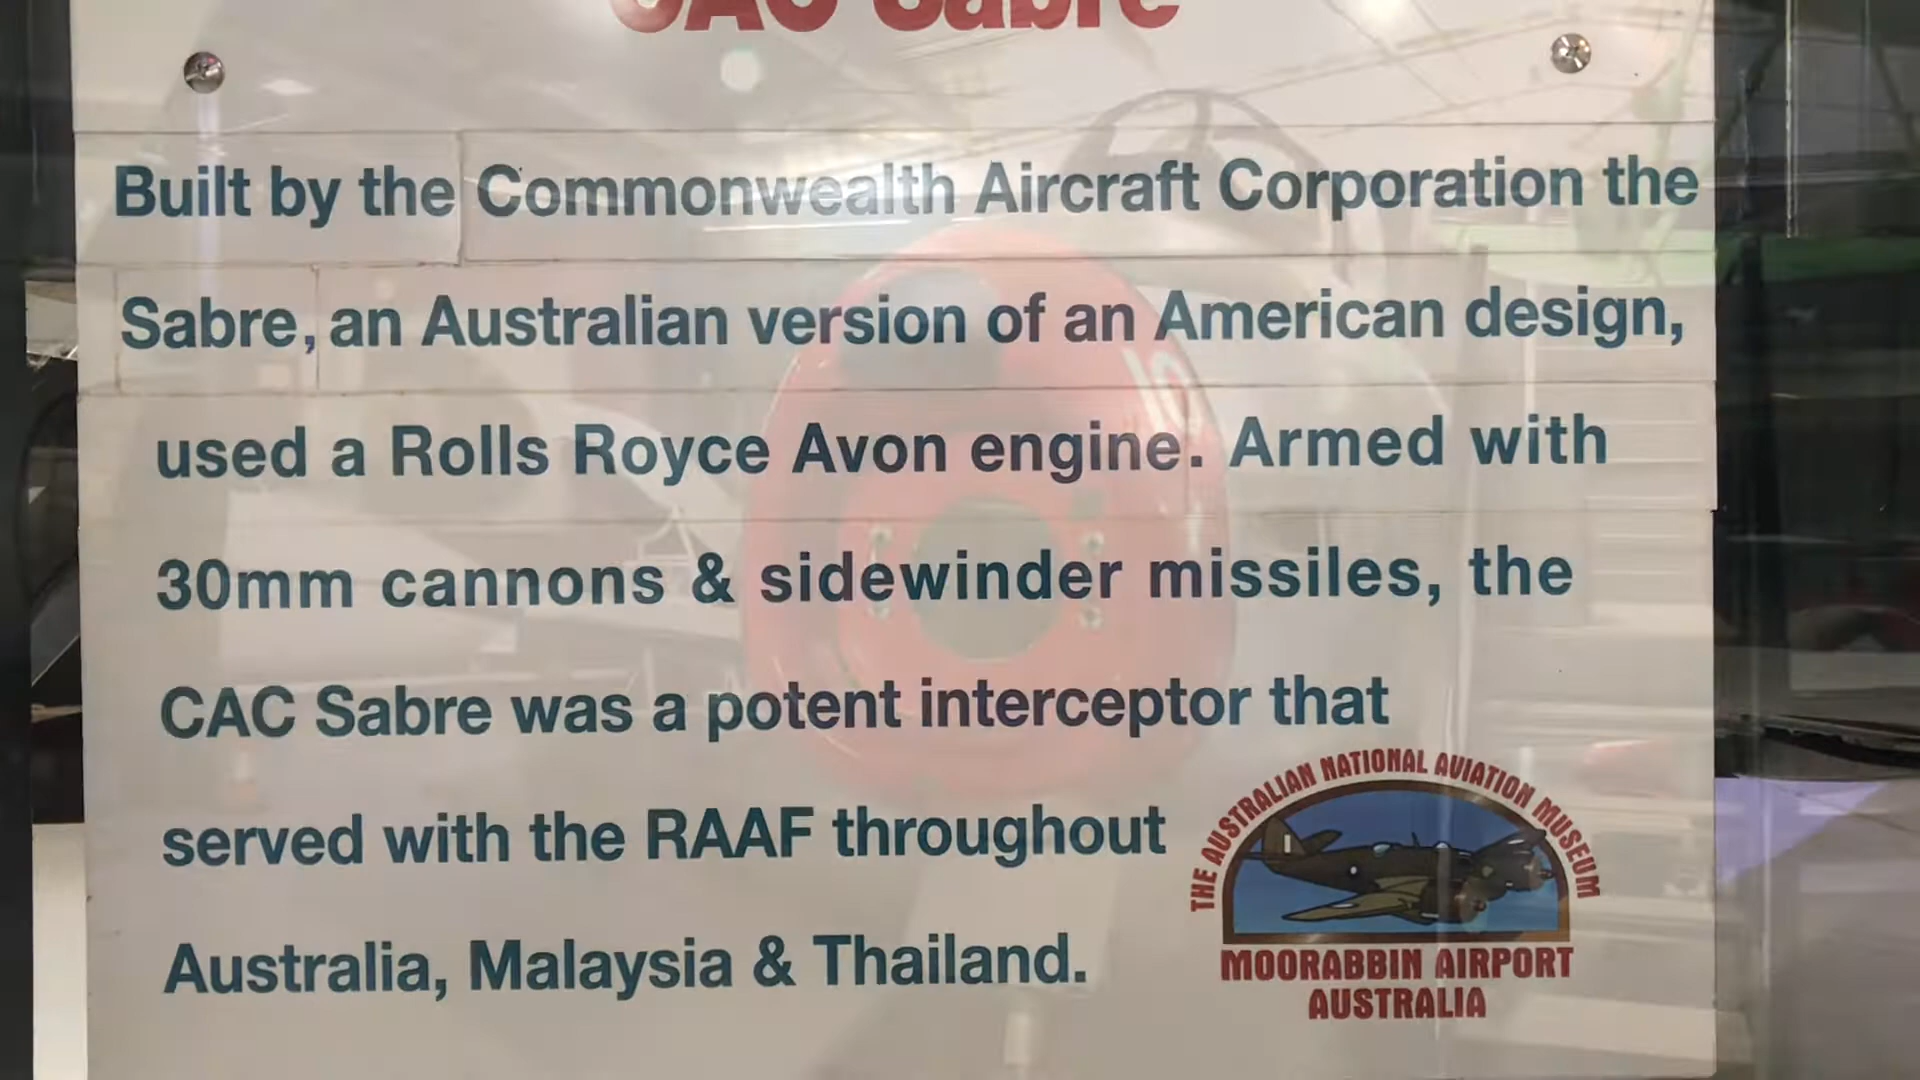 CAC Sabre
Built by the Commonwealth Aircraft Corporation the
Sabre, an Australian version of an American design,
used a Rolls Royce Avon engine. Armed with
30mm cannons & sidewinder missiles, the
CAC Sabre was a potent interceptor that
served with the RAAF throughout
Australia, Malaysia & Thailand.
THE AUSTRALIAN NATIONAL AVIATION MUSEUM
MOORABBIN AIRPORT
AUSTRALIA